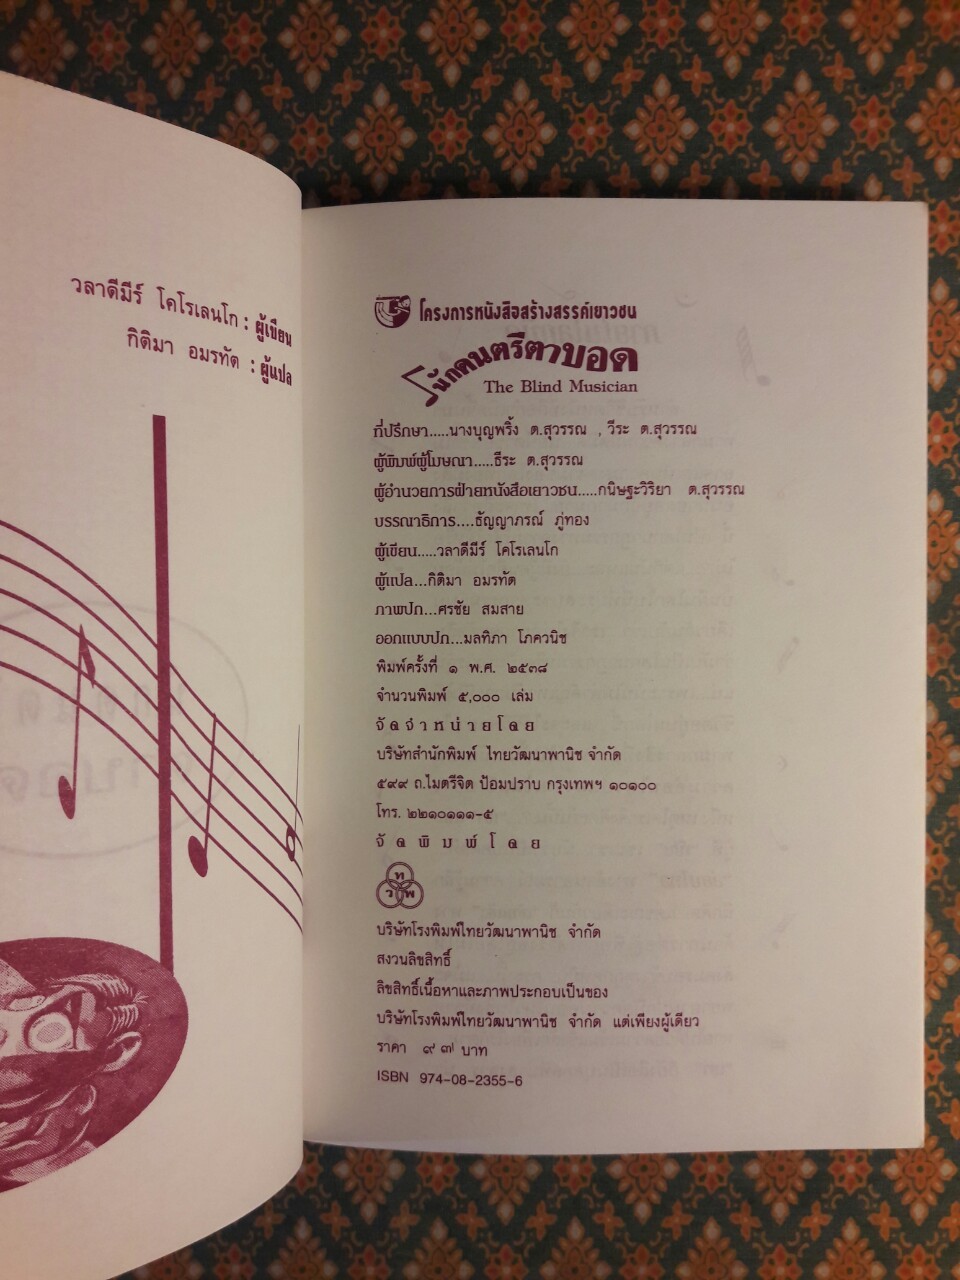 วลาดีมีร์ โคโรเลนโก : ผู้เขียน
กิติมา อมรทัต : ผู้แปล
โครงการหนังสือสร้างสรรค์เยาวชน
นักดนตรีตาบอด
The Blind Musician
ที่ปรึกษา.....นางบุญพริ้ง ต.สุวรรณ , วีระ ต.สุวรรณ
ผู้พิมพ์ผู้โฆษณา.....ธีระ ต.สุวรรณ
ผู้อำนวยการฝ่ายหนังสือเยาวชน.....กนิษฐะวิริยา ต.สุวรรณ
บรรณาธิการ....ธัญญาภรณ์ ภู่ทอง
ผู้เขียน.....วลาดีมีร์ โคโรเลนโก
ผู้แปล...กิติมา อมรทัต
ภาพปก...ศรชัย สมสาย
ออกแบบปก...มลทิภา โภควนิช
พิมพ์ครั้งที่ ๑ พ.ศ. ๒๕๓๘
จำนวนพิมพ์ ๕,๐๐๐ เล่ม
จัดจำหน่ายโดย
บริษัทสำนักพิมพ์ ไทยวัฒนาพานิช จำกัด
๕๙๙ ถ.ไมตรีจิต ป้อมปราบ กรุงเทพฯ ๑๐๑๐๐
โทร. ๒๒๑๐๑๑๑-๕
จัดพิมพ์โดย
ท
ว พ
บริษัทโรงพิมพ์ไทยวัฒนาพานิช จำกัด
สงวนลิขสิทธิ์
ลิขสิทธิ์เนื้อหาและภาพประกอบเป็นของ
บริษัทโรงพิมพ์ไทยวัฒนาพานิช จำกัด แต่เพียงผู้เดียว
ราคา ๙๗ บาท
ISBN 974-08-2355-6